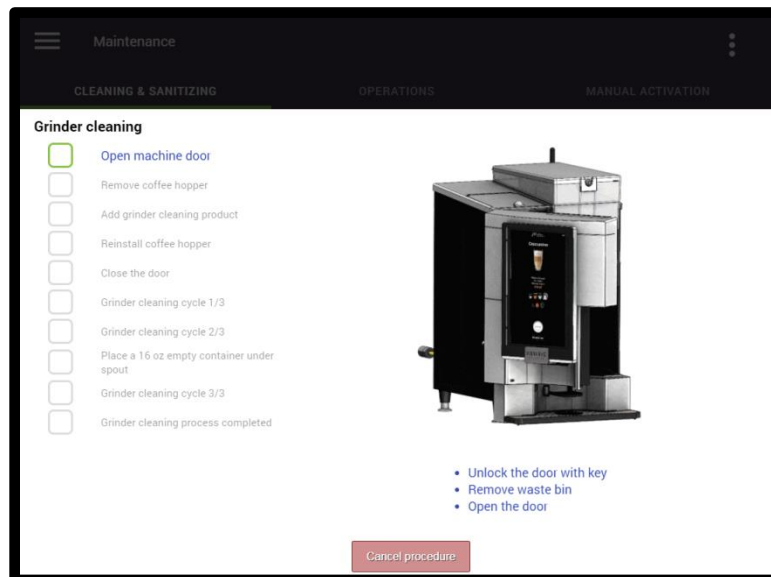 Maintenance
CLEANING & SANITIZING
OPERATIONS
MANUAL ACTIVATION
Grinder cleaning
Open machine door
Remove coffee hopper
Add grinder cleaning product
Reinstall coffee hopper
Close the door
Grinder cleaning cycle 1/3
Grinder cleaning cycle 2/3
Place a 16 oz empty container under
spout
Grinder cleaning cycle 3/3
Grinder cleaning process completed
• Unlock the door with key
• Remove waste bin
• Open the door
Cancel procedure